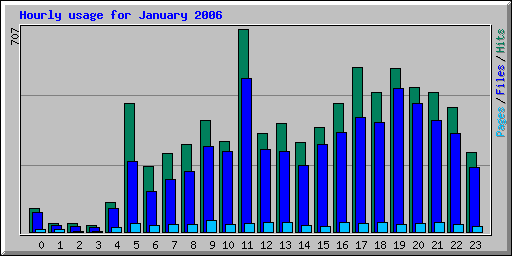 Hourly usage for January 2006
707
Pages/Files/Hits
0 1 2 3 4 5 6 7 8 9 10 11 12 13 14 15 16 17 18 19 20 21 22 23